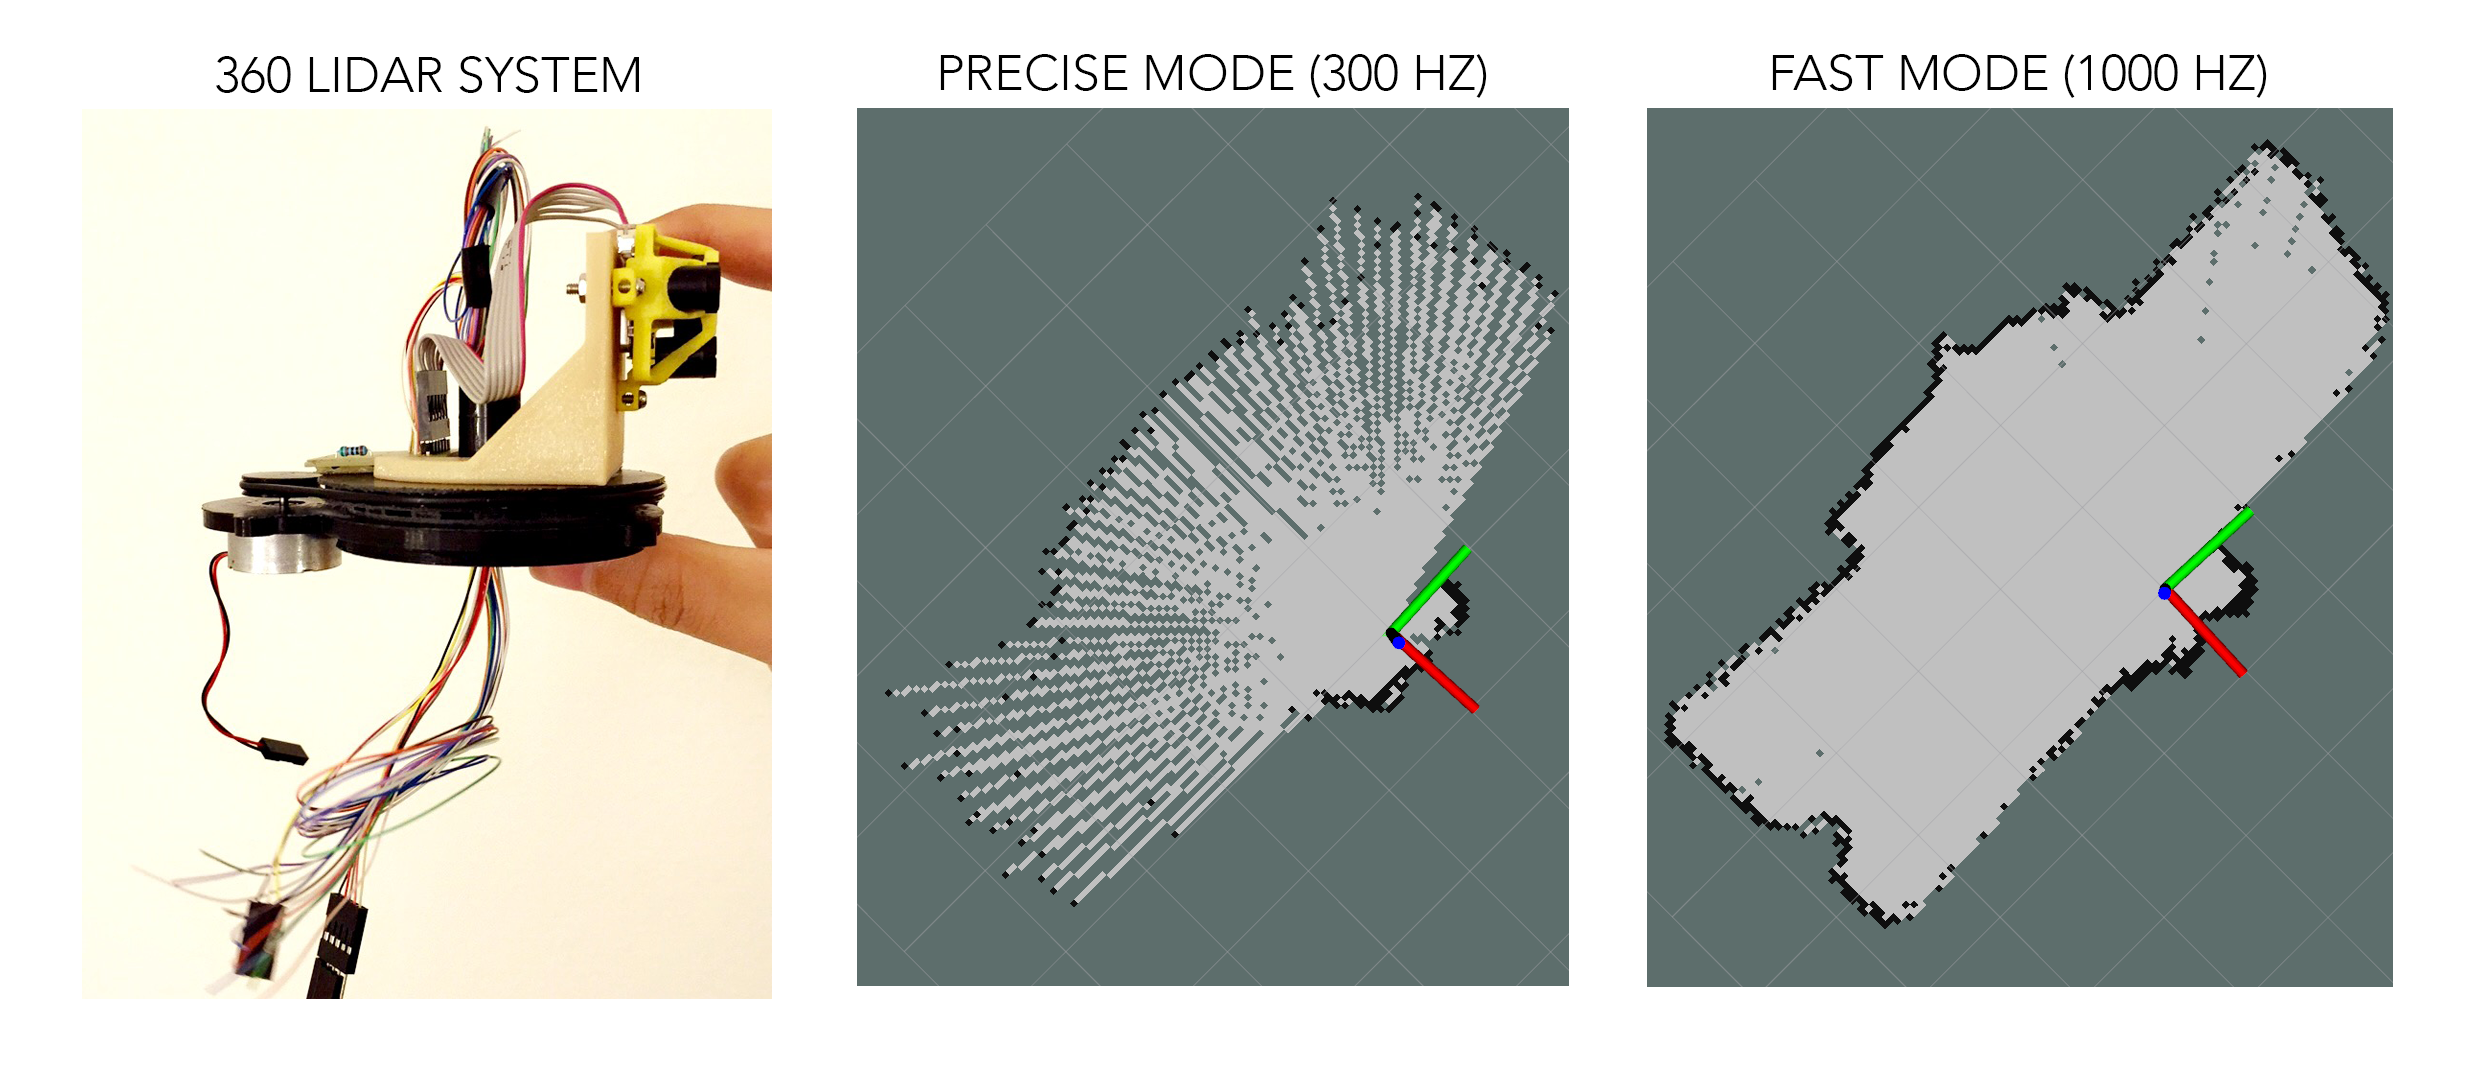 360 LIDAR SYSTEM
PRECISE MODE (300 HZ)
FAST MODE (1000 HZ)